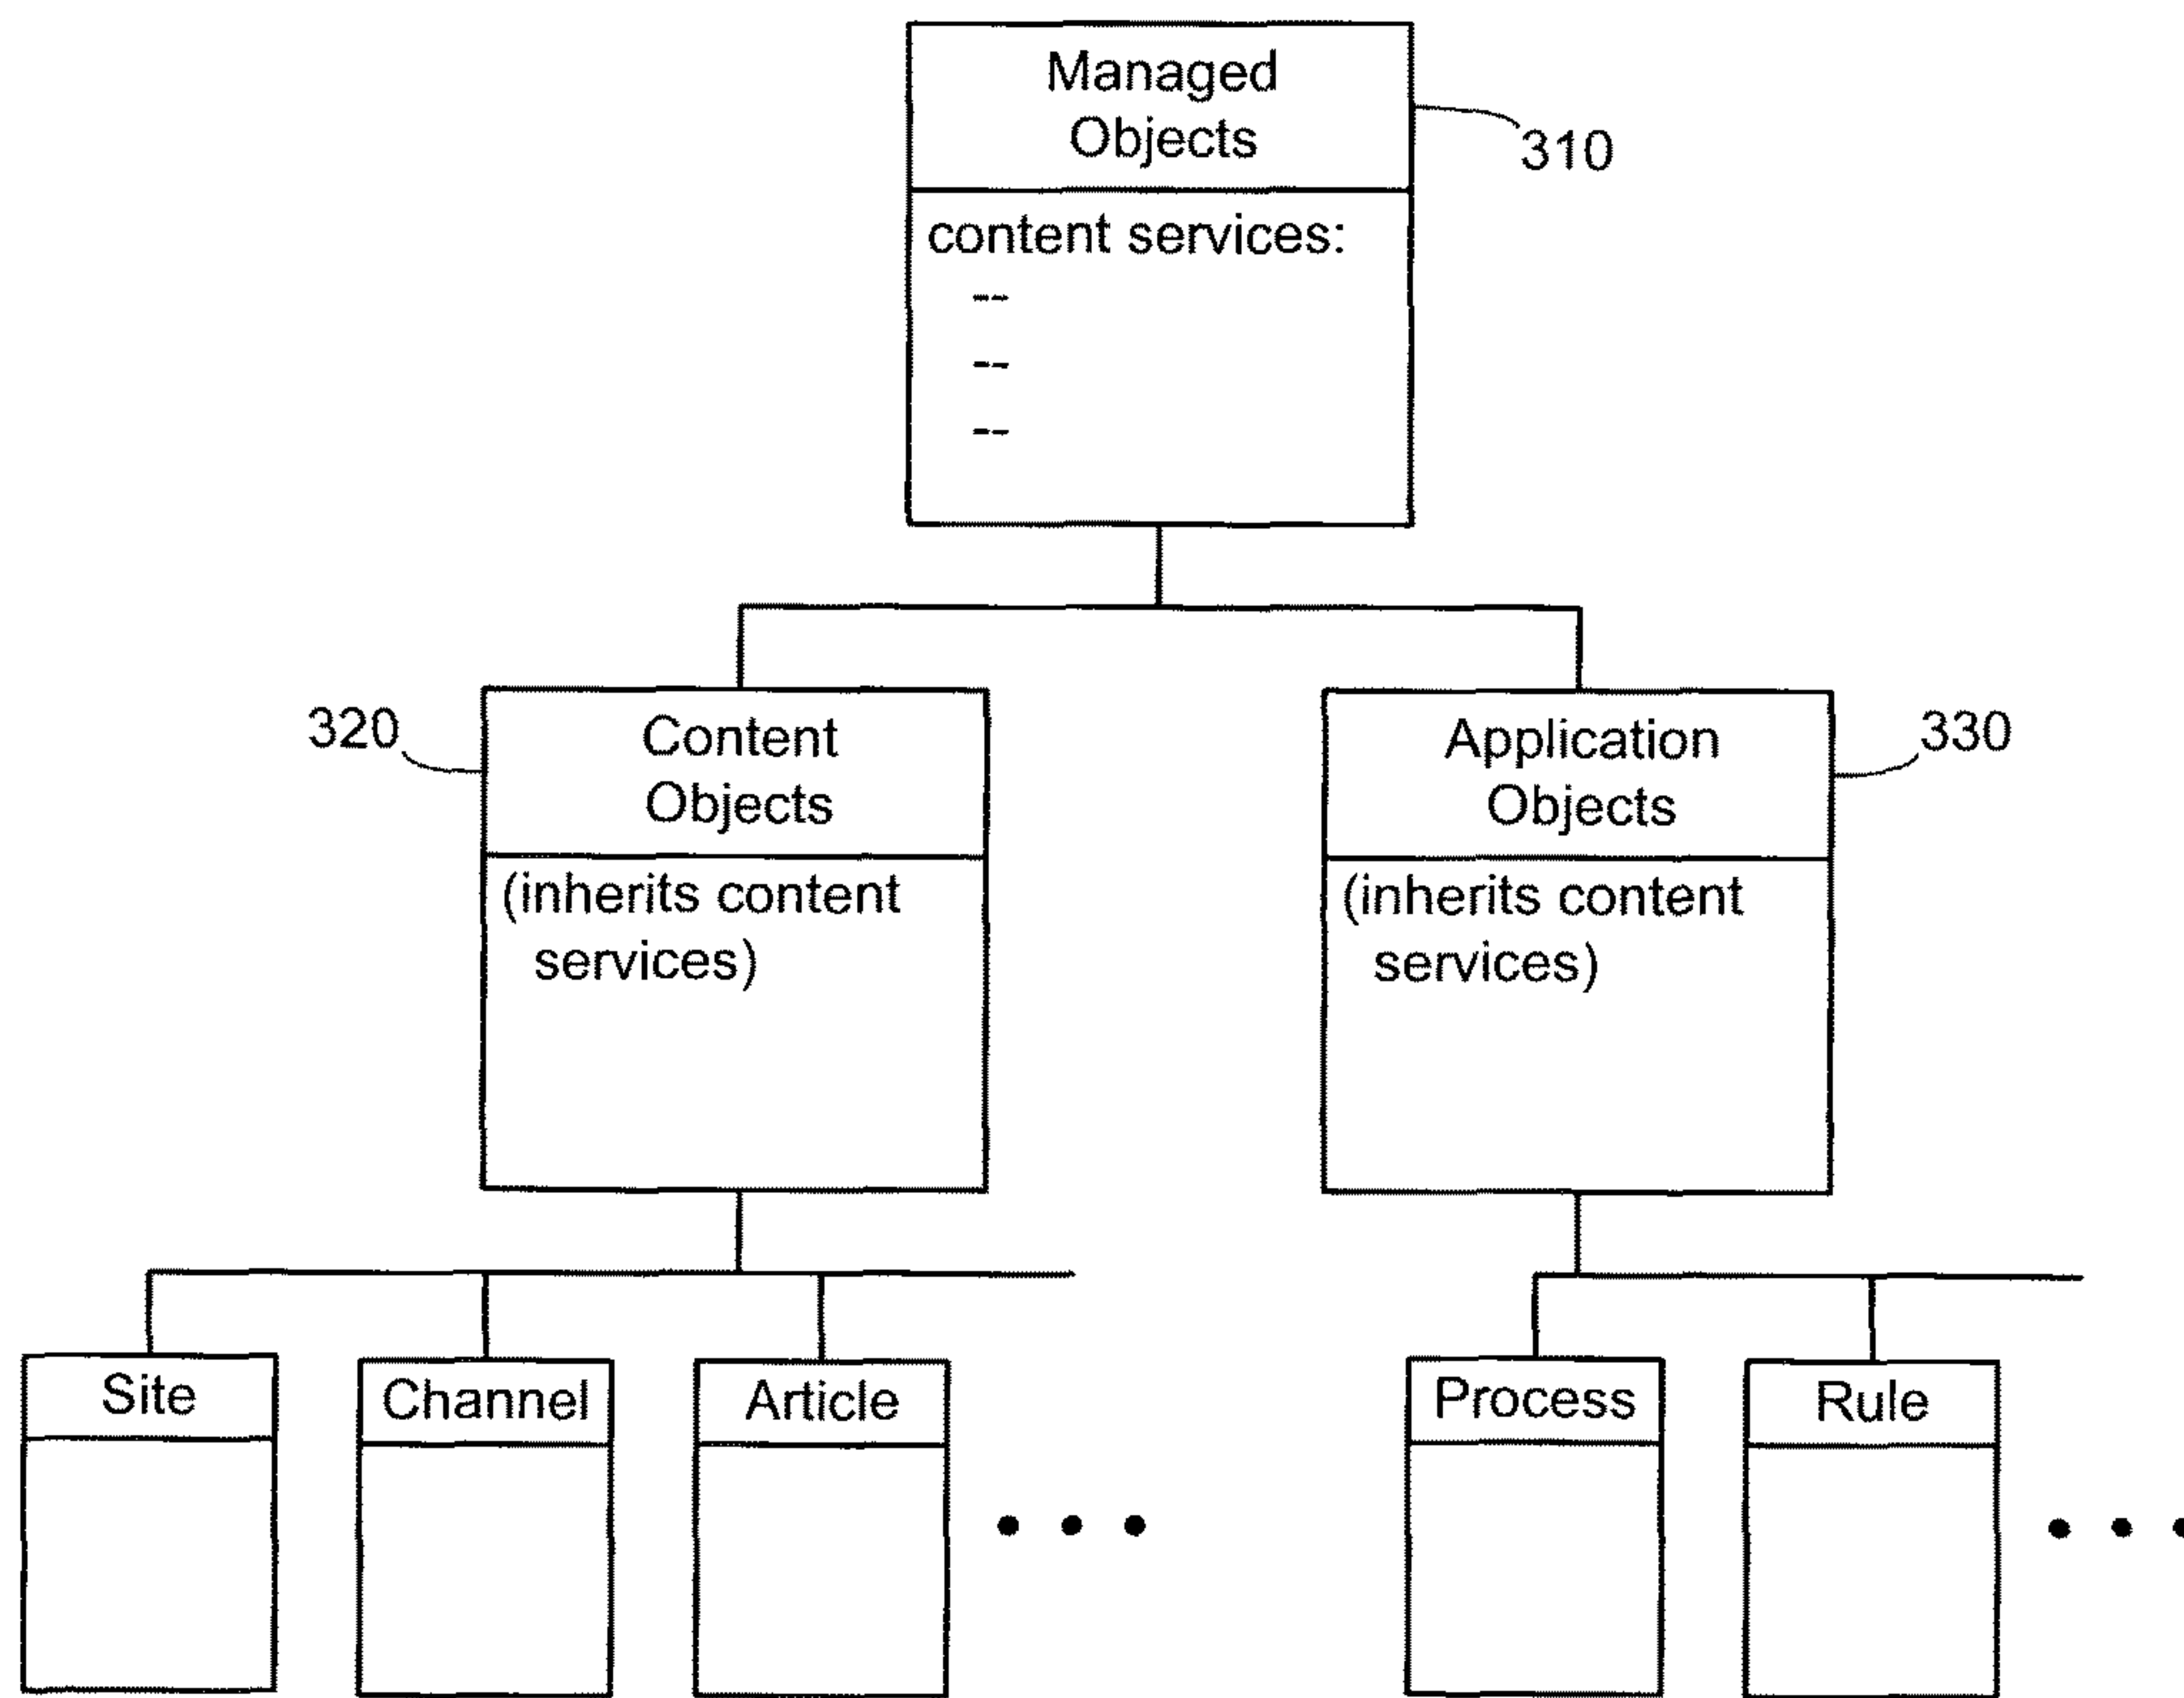 Managed
Objects
310
content services:
--
--
--
320
Content
Objects
(inherits content
services)
Application
Objects
330
(inherits content
services)
Site
Channel
Article
Process
Rule